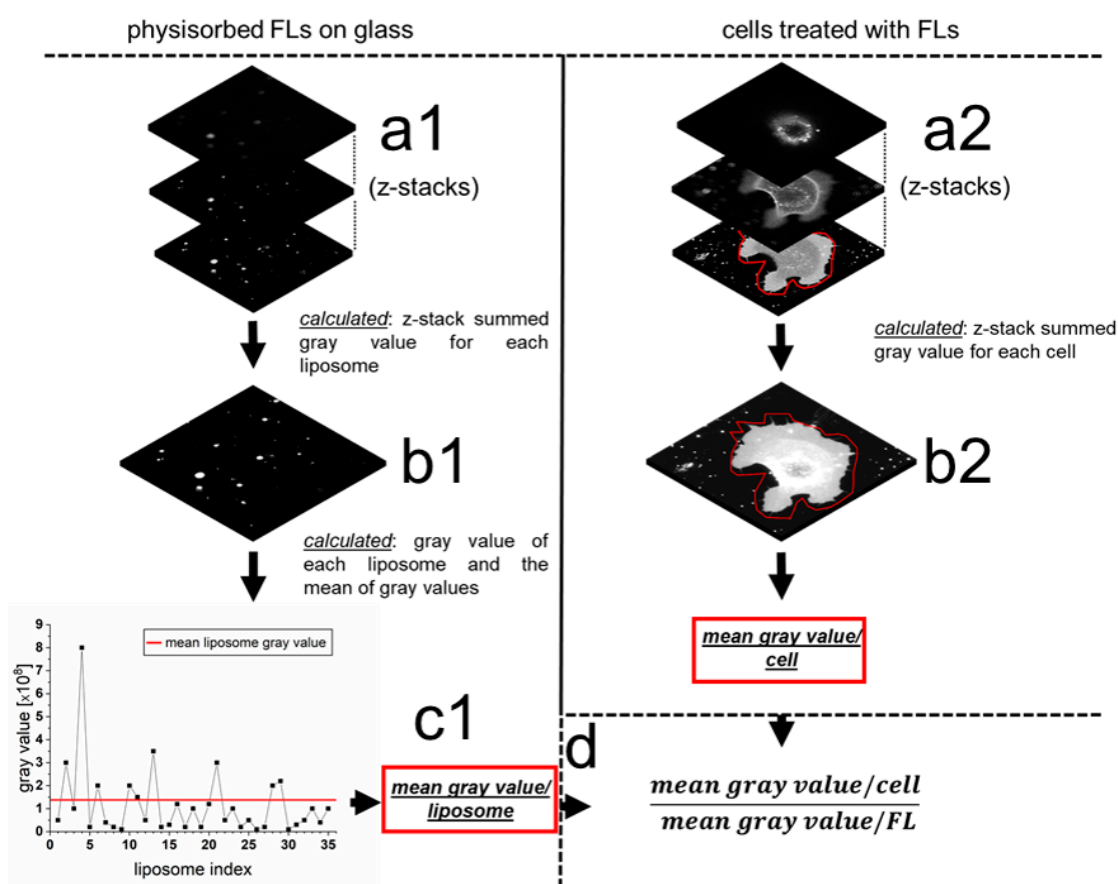 physisorbed FLs on glass
cells treated with FLs
a1
(z-stacks)
a2
(z-stacks)
calculated: z-stack summed
gray value for each
liposome
calculated: z-stack summed
gray value for each cell
b1
b2
calculated: gray value of
each liposome and the
mean of gray values
mean gray value/
cell
gray value [x10⁸]
9
8
7
6
5
4
3
2
1
0
mean liposome gray value
0 5 10 15 20 25 30 35
liposome index
c1
mean gray value/
liposome
d
mean gray value/cell
mean gray value/FL